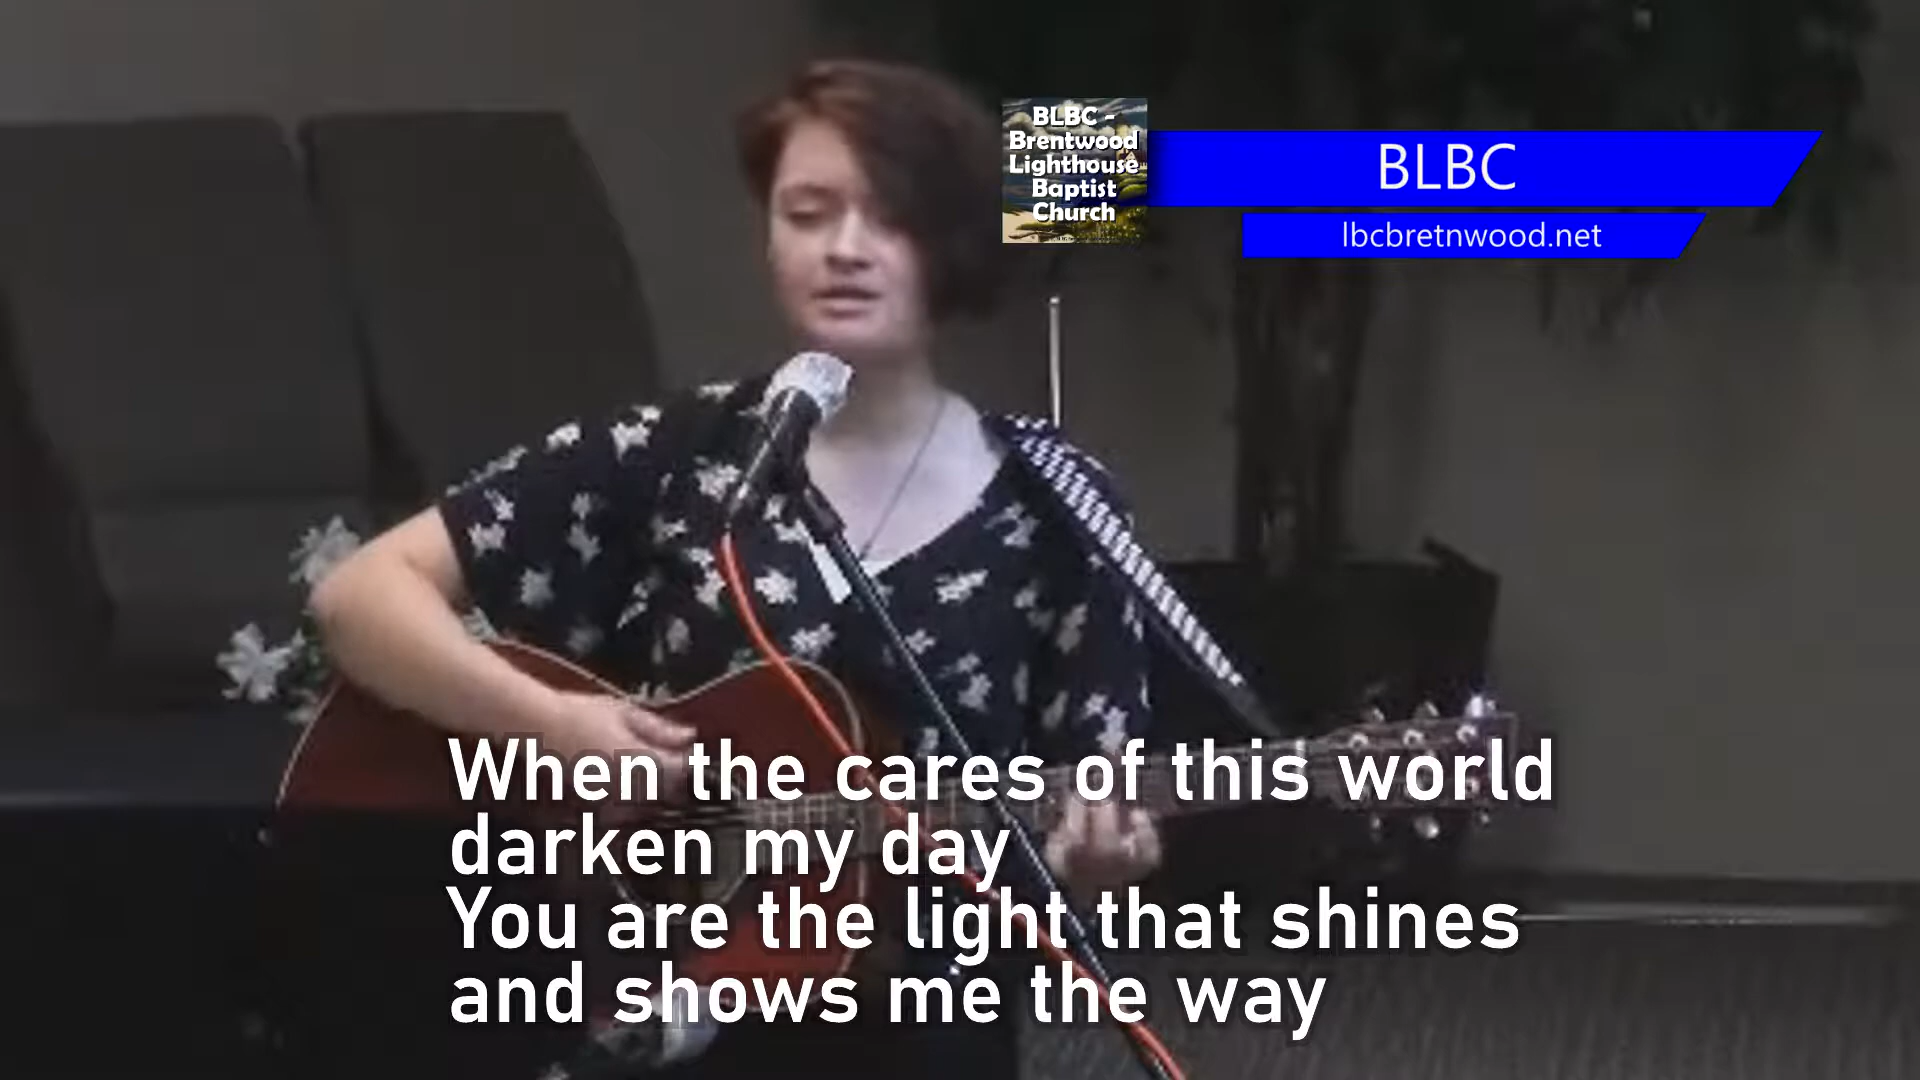 BLBC -
Brentwood
Lighthouse
Baptist
Church
BLBC
lbcbretnwood.net
When the cares of this world
darken my day
You are the light that shines
and shows me the way